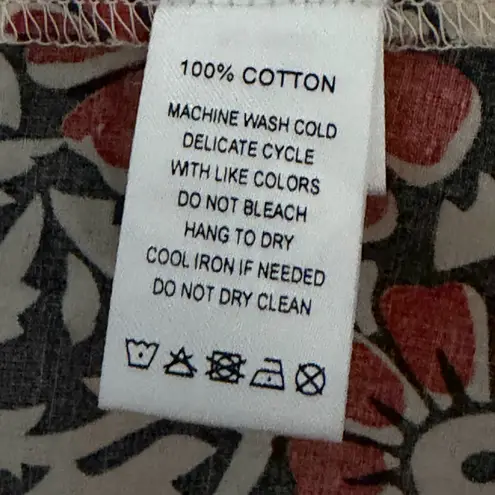 100% COTTON
MACHINE WASH COLD
DELICATE CYCLE
WITH LIKE COLORS
DO NOT BLEACH
HANG TO DRY
COOL IRON IF NEEDED
DO NOT DRY CLEAN